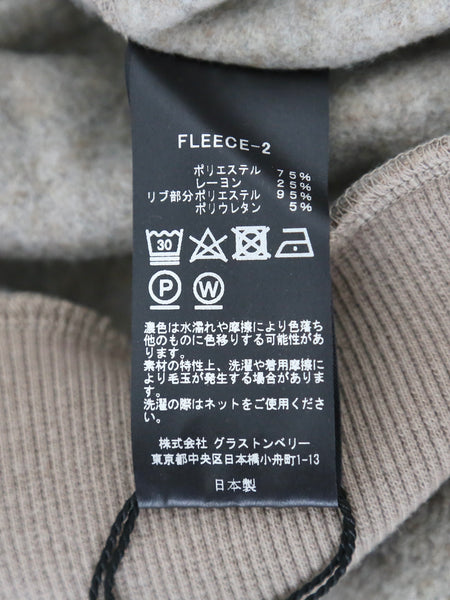 FLEECE-2
ポリエステル 75%
レーヨン 25%
リブ部分ポリエステル 95%
ポリウレタン 5%
30
P W
濃色は水濡れや摩擦により色落ち
他のものに色移りする可能性があ
ります。
素材の特性上、洗濯や着用摩擦に
より毛玉が発生する場合がありま
す。
洗濯の際はネットをご使用くださ
い。
株式会社 グラストンベリー
東京都中央区日本橋小舟町1-13
日本製